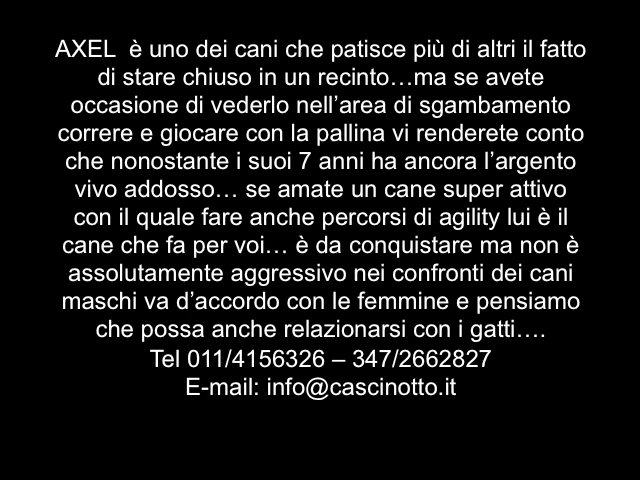 AXEL  è uno dei cani che patisce più di altri il fatto
di stare chiuso in un recinto…ma se avete
occasione di vederlo nell’area di sgambamento
correre e giocare con la pallina vi renderete conto
che nonostante i suoi 7 anni ha ancora l’argento
vivo addosso… se amate un cane super attivo
con il quale fare anche percorsi di agility lui è il
cane che fa per voi… è da conquistare ma non è
assolutamente aggressivo nei confronti dei cani
maschi va d’accordo con le femmine e pensiamo
che possa anche relazionarsi con i gatti….
Tel 011/4156326 – 347/2662827
E-mail: info@cascinotto.it